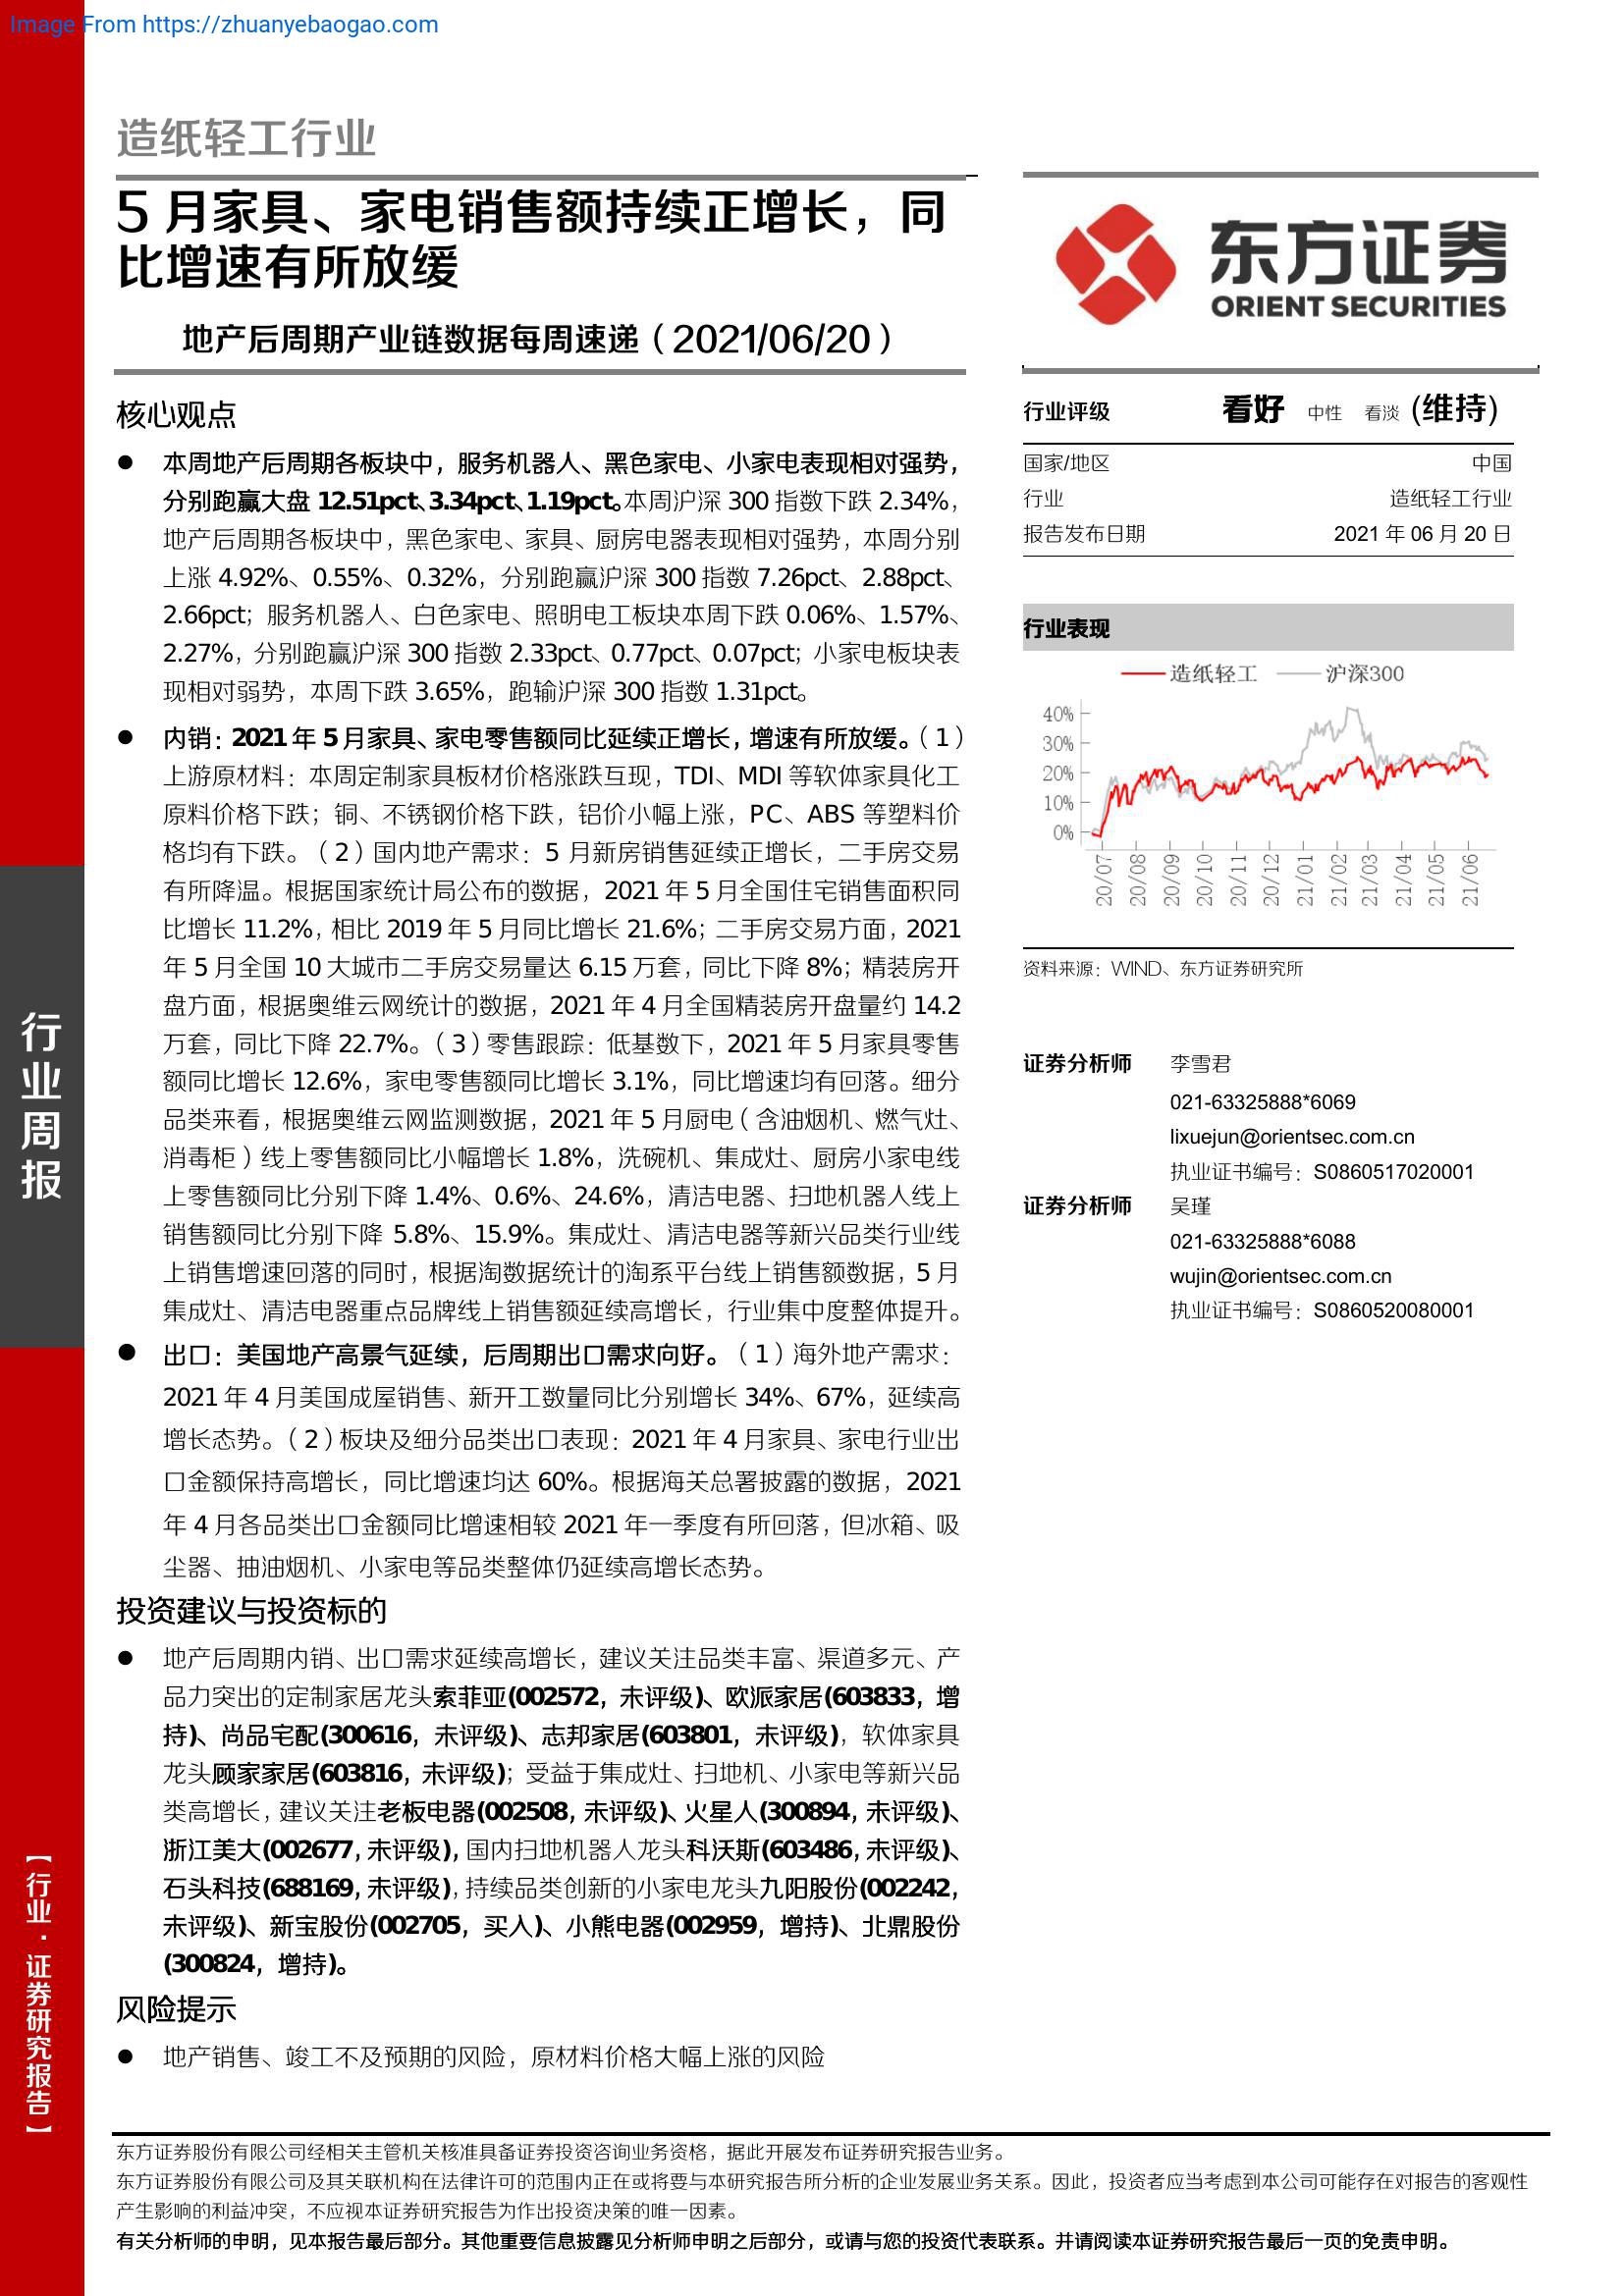 Image From https://zhuanyebaogao.com
造纸轻工行业
5 月家具、家电销售额持续正增长，同
比增速有所放缓
地产后周期产业链数据每周速递（2021/06/20）
核心观点
● 本周地产后周期各板块中，服务机器人、黑色家电、小家电表现相对强势，
分别跑赢大盘 12.51pct、3.34pct、1.19pct。本周沪深 300 指数下跌 2.34%，
地产后周期各板块中，黑色家电、家具、厨房电器表现相对强势，本周分别
上涨 4.92%、0.55%、0.32%，分别跑赢沪深 300 指数 7.26pct、2.88pct、
2.66pct；服务机器人、白色家电、照明电工板块本周下跌 0.06%、1.57%、
2.27%，分别跑赢沪深 300 指数 2.33pct、0.77pct、0.07pct；小家电板块表
现相对弱势，本周下跌 3.65%，跑输沪深 300 指数 1.31pct。
● 内销：2021 年 5 月家具、家电零售额同比延续正增长，增速有所放缓。（1）
上游原材料：本周定制家具板材价格涨跌互现，TDI、MDI 等软体家具化工
原料价格下跌；铜、不锈钢价格下跌，铝价小幅上涨，PC、ABS 等塑料价
格均有下跌。（2）国内地产需求：5 月新房销售延续正增长，二手房交易
有所降温。根据国家统计局公布的数据，2021 年 5 月全国住宅销售面积同
比增长 11.2%，相比 2019 年 5 月同比增长 21.6%；二手房交易方面，2021
年 5 月全国 10 大城市二手房交易量达 6.15 万套，同比下降 8%；精装房开
盘方面，根据奥维云网统计的数据，2021 年 4 月全国精装房开盘量约 14.2
万套，同比下降 22.7%。（3）零售跟踪：低基数下，2021 年 5 月家具零售
额同比增长 12.6%，家电零售额同比增长 3.1%，同比增速均有回落。细分
品类来看，根据奥维云网监测数据，2021 年 5 月厨电（含油烟机、燃气灶、
消毒柜）线上零售额同比小幅增长 1.8%，洗碗机、集成灶、厨房小家电线
上零售额同比分别下降 1.4%、0.6%、24.6%，清洁电器、扫地机器人线上
销售额同比分别下降 5.8%、15.9%。集成灶、清洁电器等新兴品类行业线
上销售增速回落的同时，根据淘数据统计的淘系平台线上销售额数据，5 月
集成灶、清洁电器重点品牌线上销售额延续高增长，行业集中度整体提升。
● 出口：美国地产高景气延续，后周期出口需求向好。（1）海外地产需求：
2021 年 4 月美国成屋销售、新开工数量同比分别增长 34%、67%，延续高
增长态势。（2）板块及细分品类出口表现：2021 年 4 月家具、家电行业出
口金额保持高增长，同比增速均达 60%。根据海关总署披露的数据，2021
年 4 月各品类出口金额同比增速相较 2021 年一季度有所回落，但冰箱、吸
尘器、抽油烟机、小家电等品类整体仍延续高增长态势。
投资建议与投资标的
● 地产后周期内销、出口需求延续高增长，建议关注品类丰富、渠道多元、产
品力突出的定制家居龙头索菲亚(002572，未评级)、欧派家居(603833，增
持)、尚品宅配(300616，未评级)、志邦家居(603801，未评级)，软体家具
龙头顾家家居(603816，未评级)；受益于集成灶、扫地机、小家电等新兴品
类高增长，建议关注老板电器(002508，未评级)、火星人(300894，未评级)、
浙江美大(002677，未评级)，国内扫地机器人龙头科沃斯(603486，未评级)、
石头科技(688169，未评级)，持续品类创新的小家电龙头九阳股份(002242，
未评级)、新宝股份(002705，买入)、小熊电器(002959，增持)、北鼎股份
(300824，增持)。
风险提示
● 地产销售、竣工不及预期的风险，原材料价格大幅上涨的风险
东方证券
ORIENT SECURITIES
行业评级 看好 中性 看淡 (维持)
国家/地区 中国
行业 造纸轻工行业
报告发布日期 2021 年 06 月 20 日
行业表现
造纸轻工 沪深300
40%
30%
20%
10%
0%
20/07 20/08 20/09 20/10 20/11 20/12 21/01 21/02 21/03 21/04 21/05 21/06
资料来源：WIND、东方证券研究所
证券分析师 李雪君
021-63325888*6069
lixuejun@orientsec.com.cn
执业证书编号：S0860517020001
证券分析师 吴瑾
021-63325888*6088
wujin@orientsec.com.cn
执业证书编号：S0860520080001
行业周报
【行业·证券研究报告】
东方证券股份有限公司经相关主管机关核准具备证券投资咨询业务资格，据此开展发布证券研究报告业务。
东方证券股份有限公司及其关联机构在法律许可的范围内正在或将要与本研究报告所分析的企业发展业务关系。因此，投资者应当考虑到本公司可能存在对报告的客观性
产生影响的利益冲突，不应视本证券研究报告为作出投资决策的唯一因素。
有关分析师的申明，见本报告最后部分。其他重要信息披露见分析师申明之后部分，或请与您的投资代表联系。并请阅读本证券研究报告最后一页的免责申明。